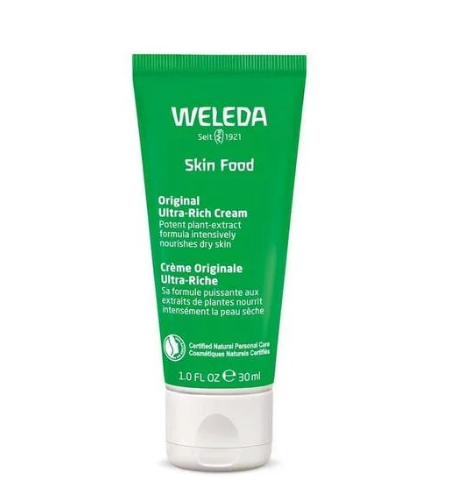 WELEDA
Seit 1921
Skin Food
Original
Ultra-Rich Cream
Potent plant-extract
formula intensively
nourishes dry skin
Crème Originale
Ultra-Riche
Sa formule puissante aux
extraits de plantes nourrit
intensément la peau sèche
Certified Natural Personal Care
Cosmétiques Naturels Certifiés
1.0 FL OZ ℮ 30ml